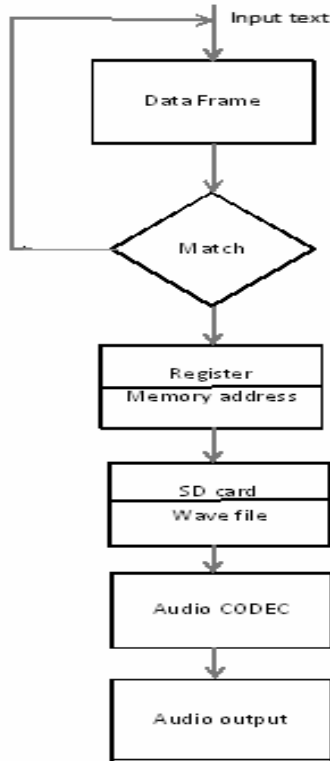 Input text
Data Frame
Match
Register
Memory address
SD card
Wave file
Audio CODEC
Audio output